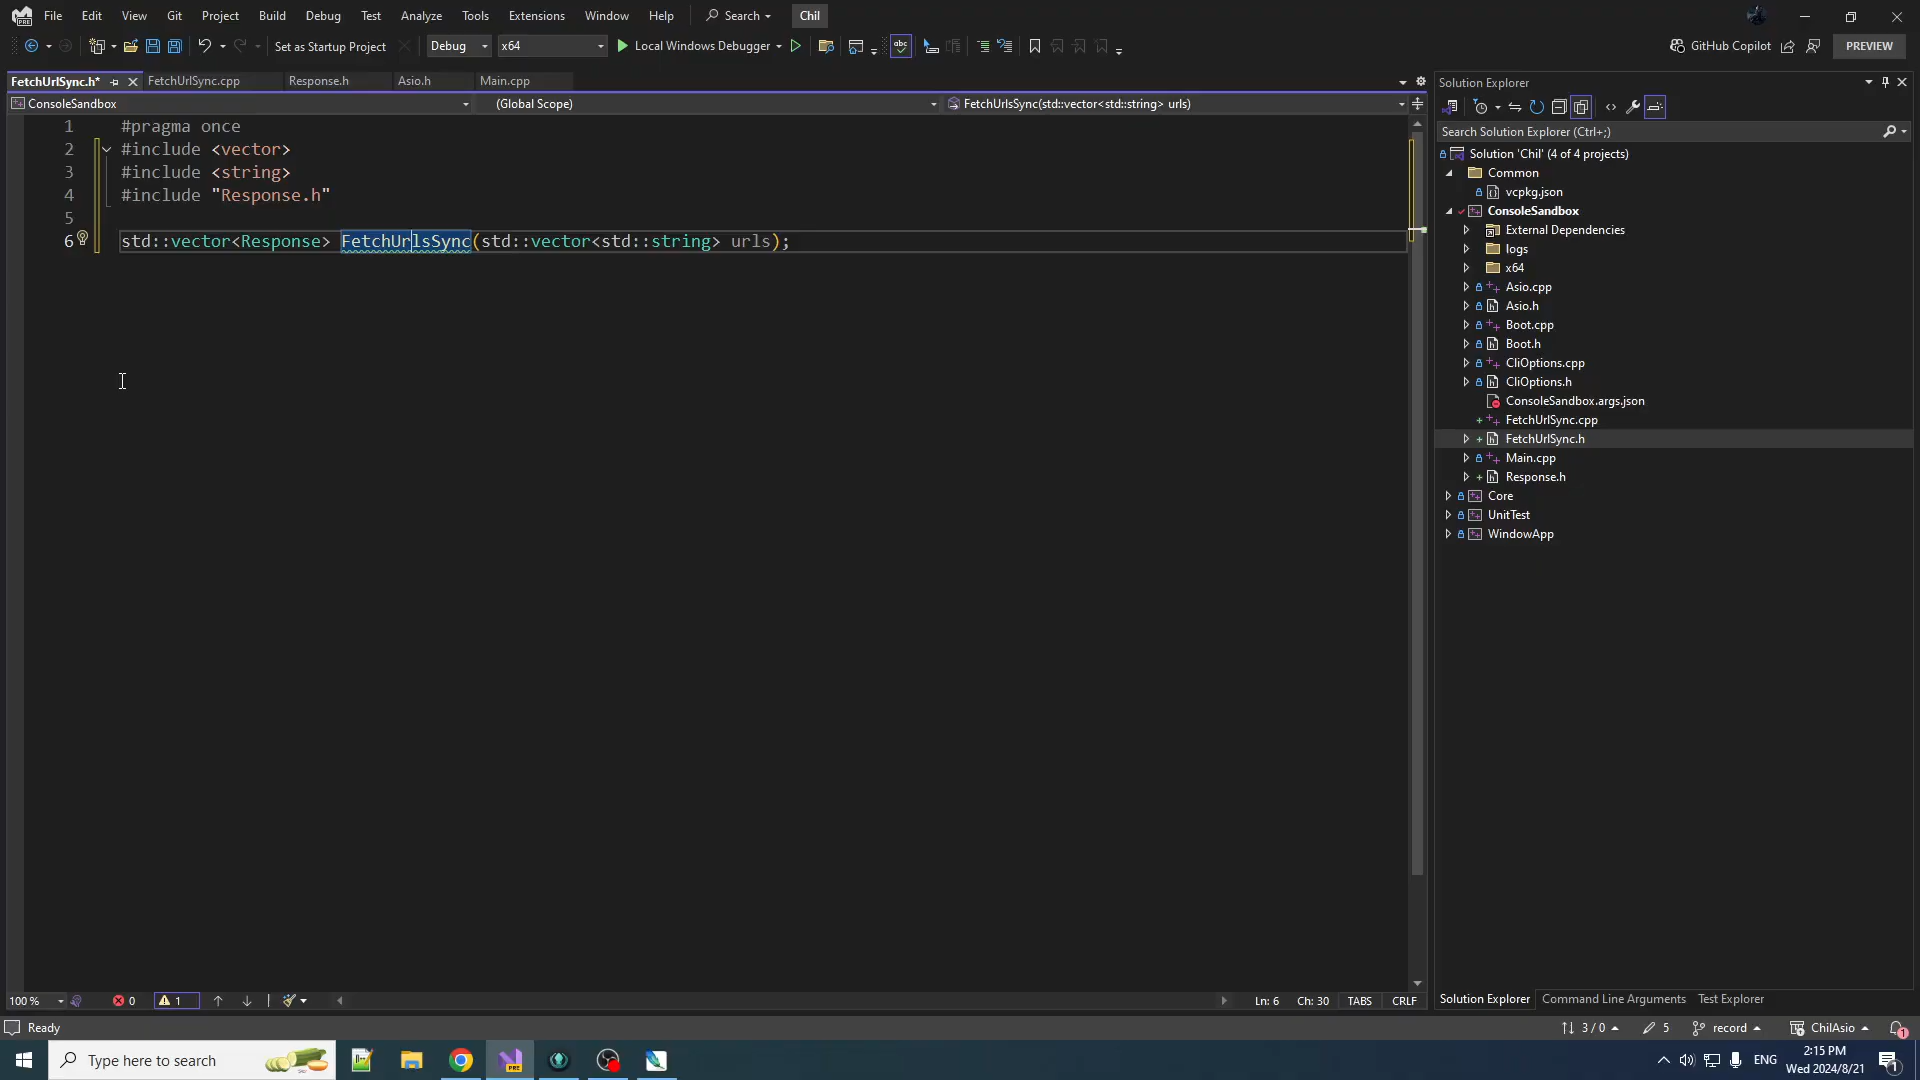 File Edit View Git Project Build Debug Test Analyze Tools Extensions Window Help Search Chil
Set as Startup Project Debug x64 Local Windows Debugger GitHub Copilot PREVIEW
FetchUrlSync.h* FetchUrlSync.cpp Response.h Asio.h Main.cpp
ConsoleSandbox (Global Scope) FetchUrlsSync(std::vector<std::string> urls)
1 #pragma once
2 #include <vector>
3 #include <string>
4 #include "Response.h"
5
6 std::vector<Response> FetchUrlsSync(std::vector<std::string> urls);
100 % 0 1 Ln: 6 Ch: 30 TABS CRLF
Solution Explorer
Search Solution Explorer (Ctrl+;)
Solution 'Chil' (4 of 4 projects)
Common
vcpkg.json
ConsoleSandbox
External Dependencies
logs
x64
Asio.cpp
Asio.h
Boot.cpp
Boot.h
CliOptions.cpp
CliOptions.h
ConsoleSandbox.args.json
FetchUrlSync.cpp
FetchUrlSync.h
Main.cpp
Response.h
Core
UnitTest
WindowApp
Solution Explorer Command Line Arguments Test Explorer
Ready 3 / 0 5 record ChilAsio 1
Type here to search PRE ENG 2:15 PM
Wed 2024/8/21 1